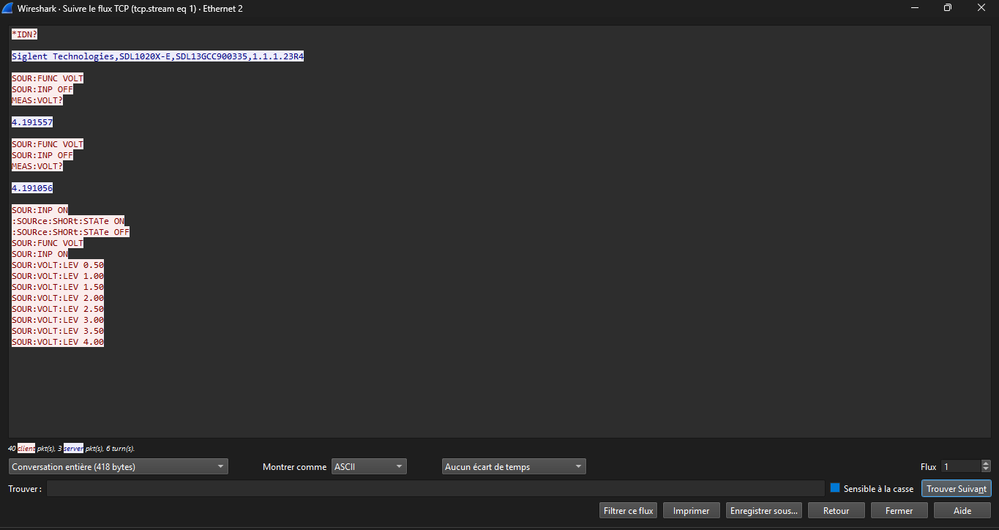 Wireshark · Suivre le flux TCP (tcp.stream eq 1) · Ethernet 2
*IDN?
Siglent Technologies,SDL1020X-E,SDL13GCC900335,1.1.1.23R4
SOUR:FUNC VOLT
SOUR:INP OFF
MEAS:VOLT?
4.191557
SOUR:FUNC VOLT
SOUR:INP OFF
MEAS:VOLT?
4.191056
SOUR:INP ON
:SOURce:SHORt:STATe ON
:SOURce:SHORt:STATe OFF
SOUR:FUNC VOLT
SOUR:INP ON
SOUR:VOLT:LEV 0.50
SOUR:VOLT:LEV 1.00
SOUR:VOLT:LEV 1.50
SOUR:VOLT:LEV 2.00
SOUR:VOLT:LEV 2.50
SOUR:VOLT:LEV 3.00
SOUR:VOLT:LEV 3.50
SOUR:VOLT:LEV 4.00
40 client pkt(s), 3 server pkt(s), 6 turn(s).
Conversation entière (418 bytes) Montrer comme ASCII Aucun écart de temps Flux 1
Trouver : Sensible à la casse Trouver Suivant
Filtrer ce flux Imprimer Enregistrer sous... Retour Fermer Aide